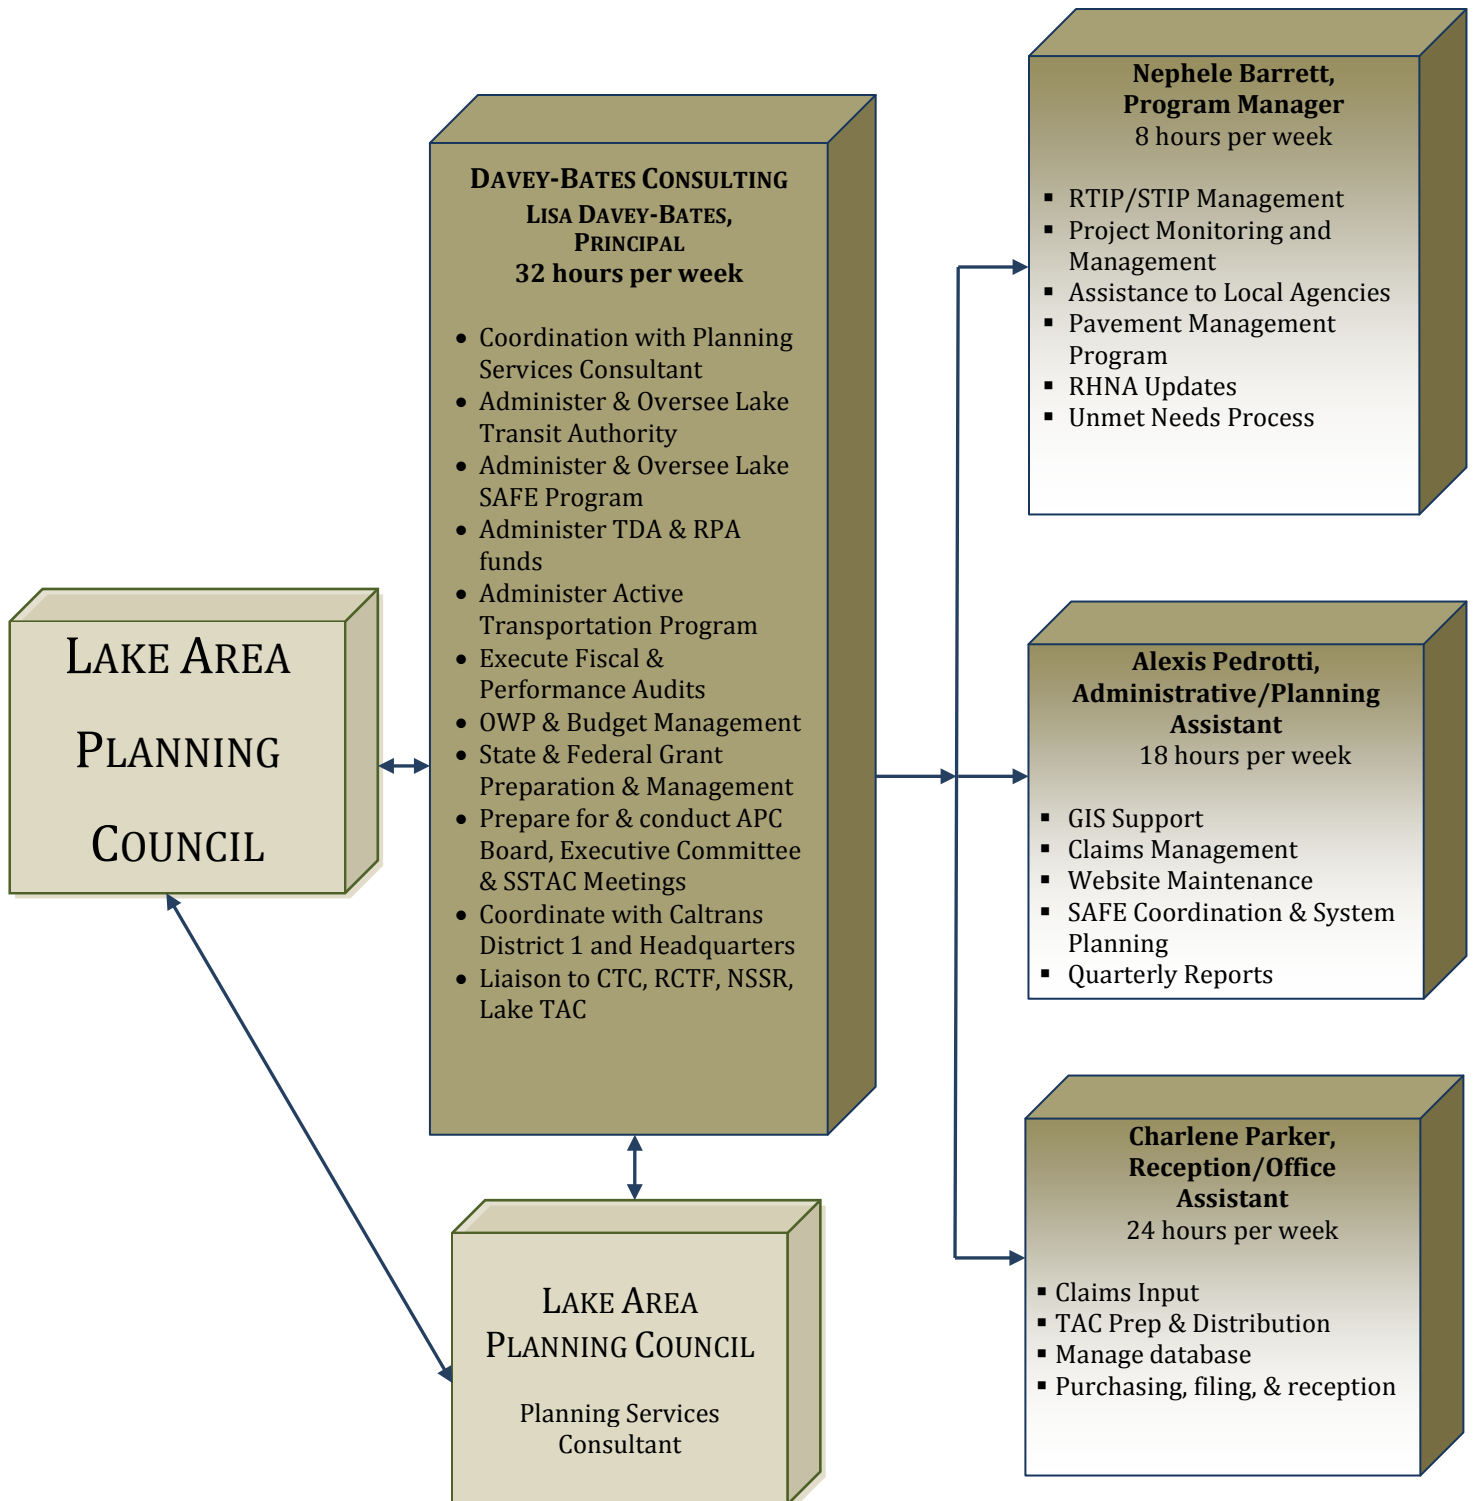 LAKE AREA
PLANNING
COUNCIL
DAVEY-BATES CONSULTING
LISA DAVEY-BATES,
PRINCIPAL
32 hours per week
• Coordination with Planning
Services Consultant
• Administer & Oversee Lake
Transit Authority
• Administer & Oversee Lake
SAFE Program
• Administer TDA & RPA
funds
• Administer Active
Transportation Program
• Execute Fiscal &
Performance Audits
• OWP & Budget Management
• State & Federal Grant
Preparation & Management
• Prepare for & conduct APC
Board, Executive Committee
& SSTAC Meetings
• Coordinate with Caltrans
District 1 and Headquarters
• Liaison to CTC, RCTF, NSSR,
Lake TAC
LAKE AREA
PLANNING COUNCIL
Planning Services
Consultant
Nephele Barrett,
Program Manager
8 hours per week
▪ RTIP/STIP Management
▪ Project Monitoring and
Management
▪ Assistance to Local Agencies
▪ Pavement Management
Program
▪ RHNA Updates
▪ Unmet Needs Process
Alexis Pedrotti,
Administrative/Planning
Assistant
18 hours per week
▪ GIS Support
▪ Claims Management
▪ Website Maintenance
▪ SAFE Coordination & System
Planning
▪ Quarterly Reports
Charlene Parker,
Reception/Office
Assistant
24 hours per week
▪ Claims Input
▪ TAC Prep & Distribution
▪ Manage database
▪ Purchasing, filing, & reception